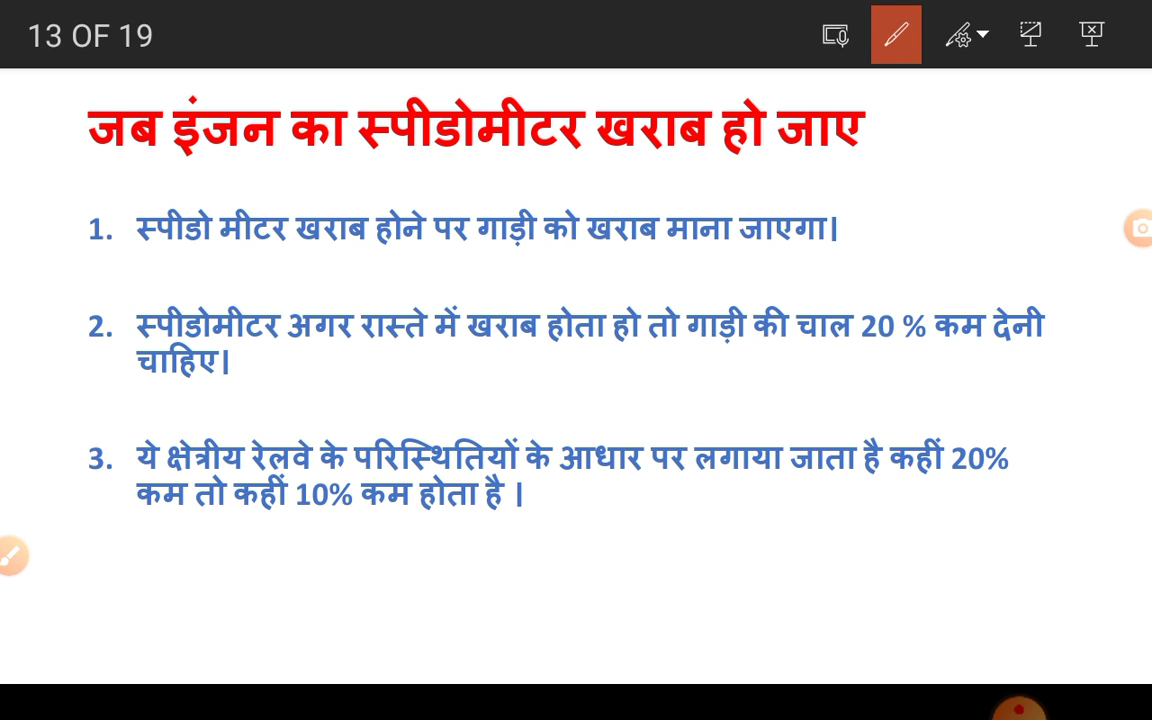 13 OF 19
जब इंजन का स्पीडोमीटर खराब हो जाए
1. स्पीडो मीटर खराब होने पर गाड़ी को खराब माना जाएगा|
2. स्पीडोमीटर अगर रास्ते में खराब होता हो तो गाड़ी की चाल 20 % कम देनी
चाहिए|
3. ये क्षेत्रीय रेलवे के परिस्थितियों के आधार पर लगाया जाता है कहीं 20%
कम तो कहीं 10% कम होता है |